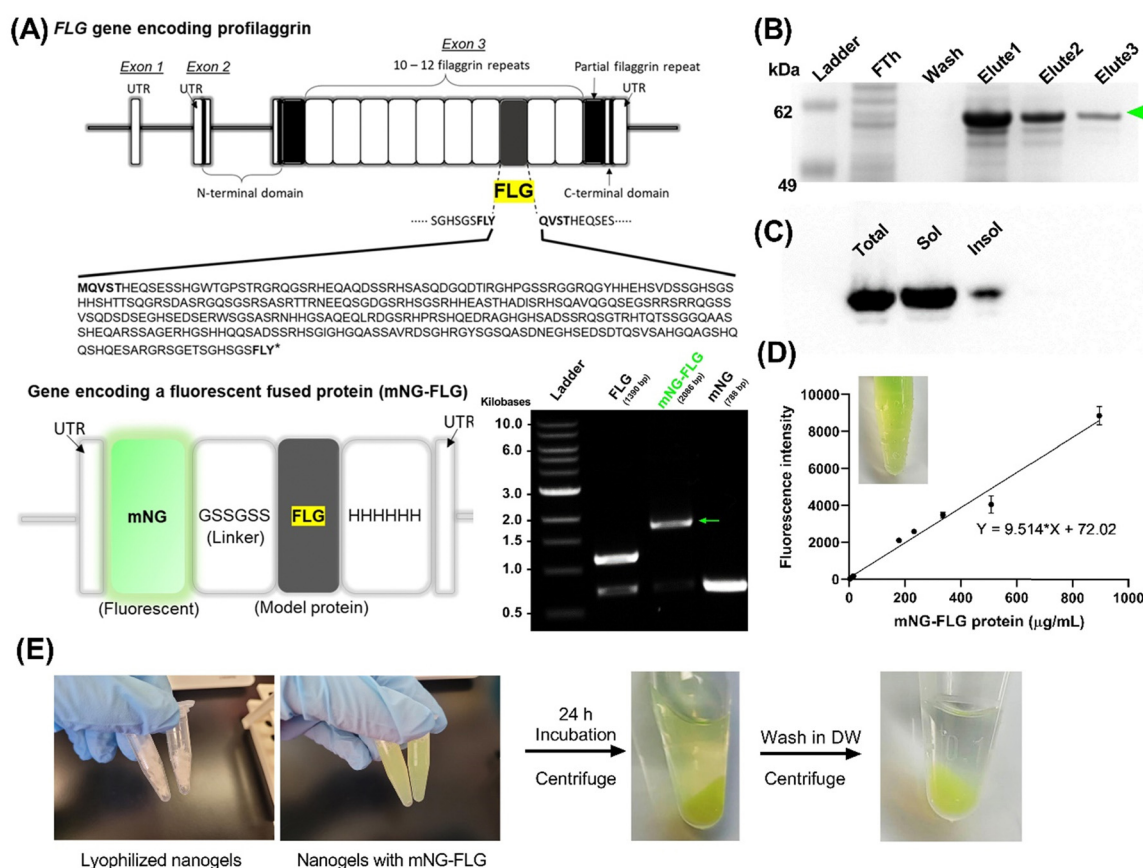 (A) FLG gene encoding profilaggrin
Exon 1
Exon 2
Exon 3
UTR
UTR
10 – 12 filaggrin repeats
Partial filaggrin repeat
UTR
N-terminal domain
C-terminal domain
FLG
····· SGHSGSFLY
QVSTHEQSES·····
MQVSTHEQSESSHGWTGPSTRGRQGSRHEQAQDSSRHSASQDGQDTIRGHPGSSRGGRQGYHHEHSVDSSGHSGS
HHSHTTSQGRSDASRGQSGSRSASRTTRNEEQSGDGSRHSGSRHHEASTHADISRHSQAVQGQSEGSRRSRRQGSS
VSQDSDSEGHSEDSERWSGSASRNHHGSAQEQLRDGSRHPRSHQEDRAGHGHSADSSRQSGTRHTQTSSGGQAAS
SHEQARSSAGERHGSHHQQSADSSRHSGIGHGQASSAVRDSGHRGYSGSQASDNEGHSEDSDTQSVSAHGQAGSHQ
QSHQESARGRSGETSGHSGSFLY*
Gene encoding a fluorescent fused protein (mNG-FLG)
UTR
UTR
mNG
GSSGSS
(Linker)
FLG
HHHHHH
(Fluorescent)
(Model protein)
Kilobases
Ladder
FLG
(1390 bp)
mNG-FLG
(2086 bp)
mNG
(788 bp)
10.0
6.0
3.0
2.0
1.5
1.0
0.5
(B)
kDa
Ladder
FTh
Wash
Elute1
Elute2
Elute3
62
49
(C)
Total
Sol
Insol
(D)
Fluorescence intensity
10000
8000
6000
4000
2000
0
Y = 9.514*X + 72.02
0 200 400 600 800 1000
mNG-FLG protein (μg/mL)
(E)
Lyophilized nanogels
Nanogels with mNG-FLG
24 h
Incubation
Centrifuge
Wash in DW
Centrifuge